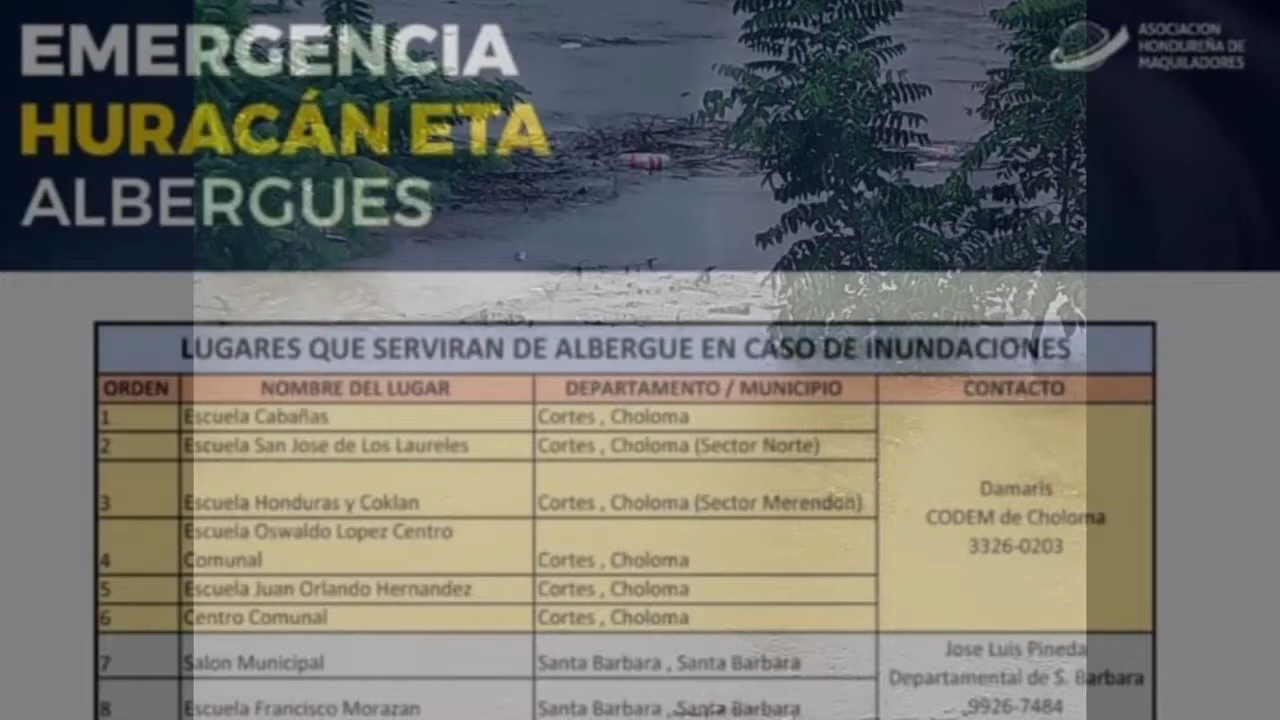 EMERGENCIA
HURACÁN ETA
ALBERGUES
ASOCIACION
HONDUREÑA DE
MAQUILADORES
LUGARES QUE SERVIRAN DE ALBERGUE EN CASO DE INUNDACIONES
ORDEN NOMBRE DEL LUGAR DEPARTAMENTO / MUNICIPIO CONTACTO
1 Escuela Cabañas Cortes , Choloma
2 Escuela San Jose de Los Laureles Cortes , Choloma (Sector Norte)
3 Escuela Honduras y Coklan Cortes , Choloma (Sector Merendon)
Escuela Oswaldo Lopez Centro
4 Comunal Cortes , Choloma
5 Escuela Juan Orlando Hernandez Cortes , Choloma
6 Centro Comunal Cortes , Choloma
Damaris
CODEM de Choloma
3326-0203
7 Salon Municipal Santa Barbara , Santa Barbara
8 Escuela Francisco Morazan Santa Barbara , Santa Barbara
Jose Luis Pineda
Departamental de S. Barbara
9926-7484